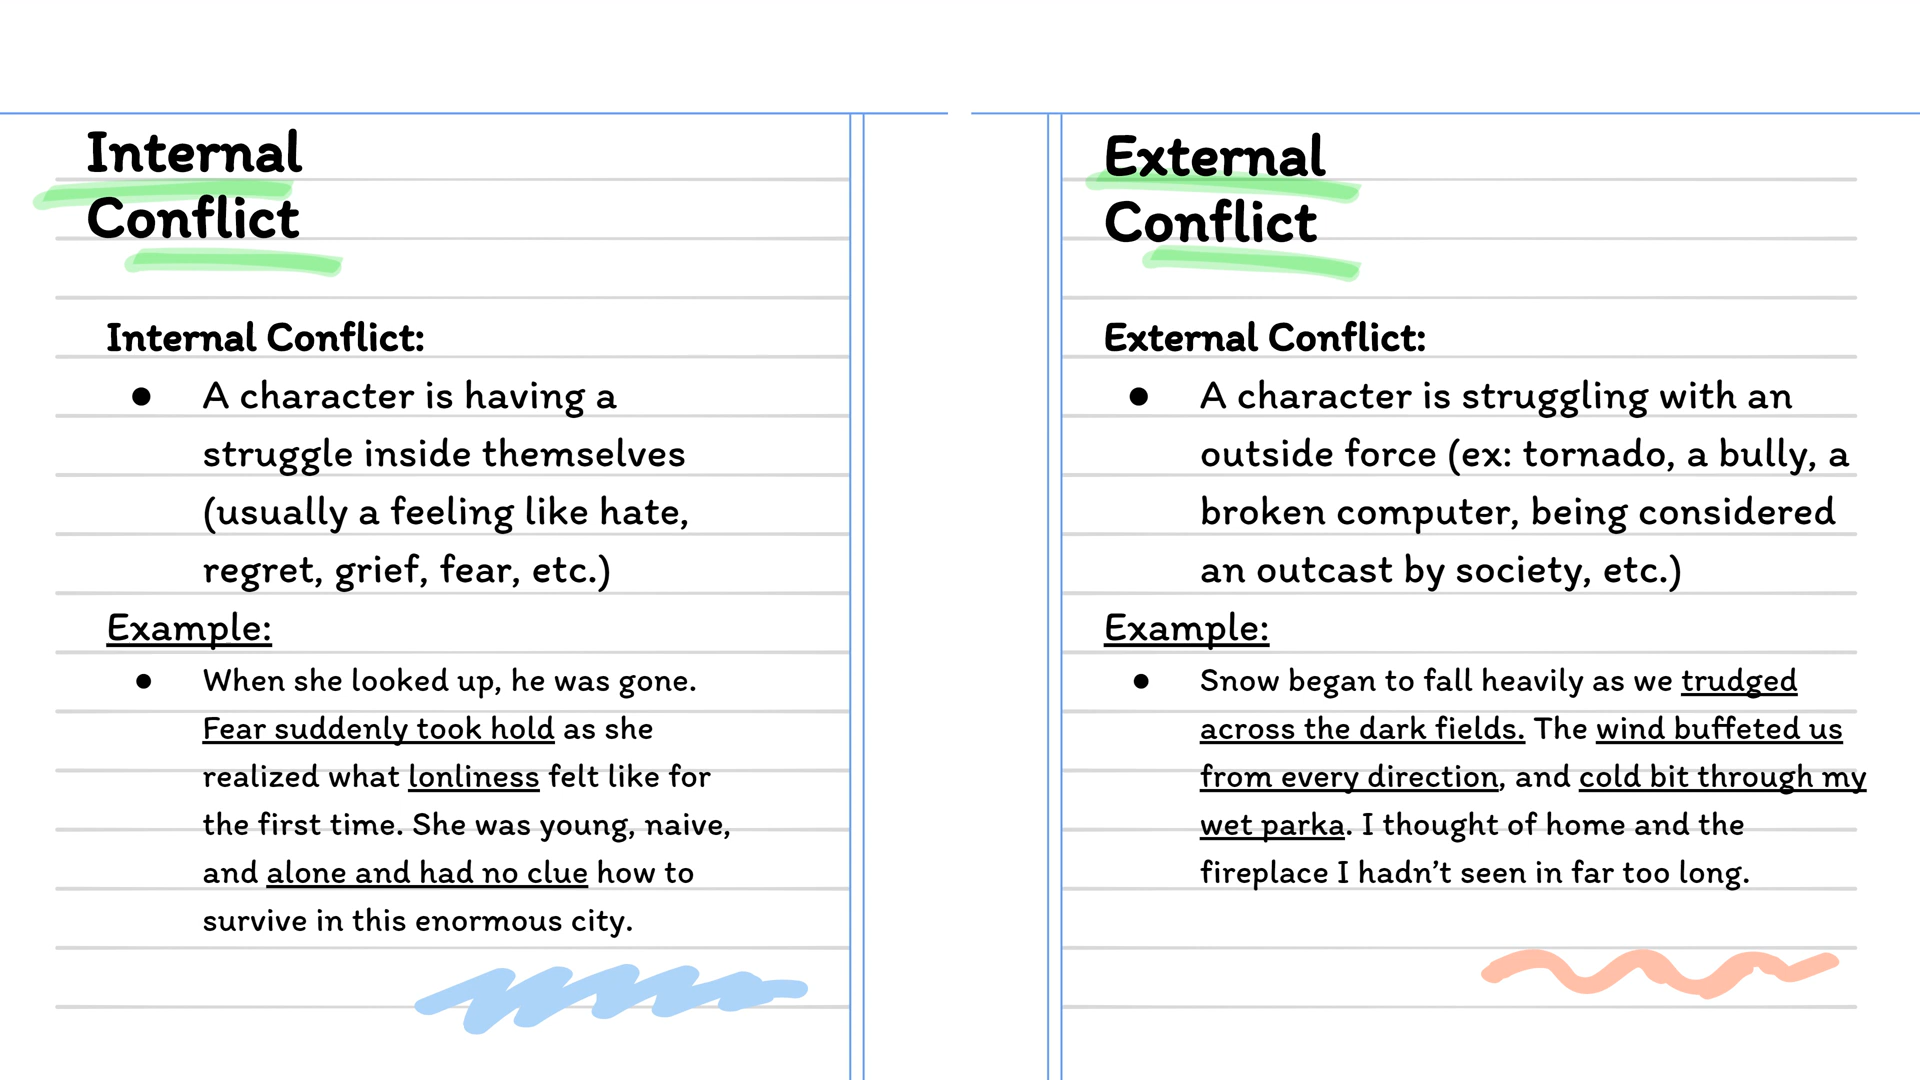 Internal
Conflict
Internal Conflict:
● A character is having a
struggle inside themselves
(usually a feeling like hate,
regret, grief, fear, etc.)
Example:
● When she looked up, he was gone.
Fear suddenly took hold as she
realized what lonliness felt like for
the first time. She was young, naive,
and alone and had no clue how to
survive in this enormous city.
External
Conflict
External Conflict:
● A character is struggling with an
outside force (ex: tornado, a bully, a
broken computer, being considered
an outcast by society, etc.)
Example:
● Snow began to fall heavily as we trudged
across the dark fields. The wind buffeted us
from every direction, and cold bit through my
wet parka. I thought of home and the
fireplace I hadn’t seen in far too long.